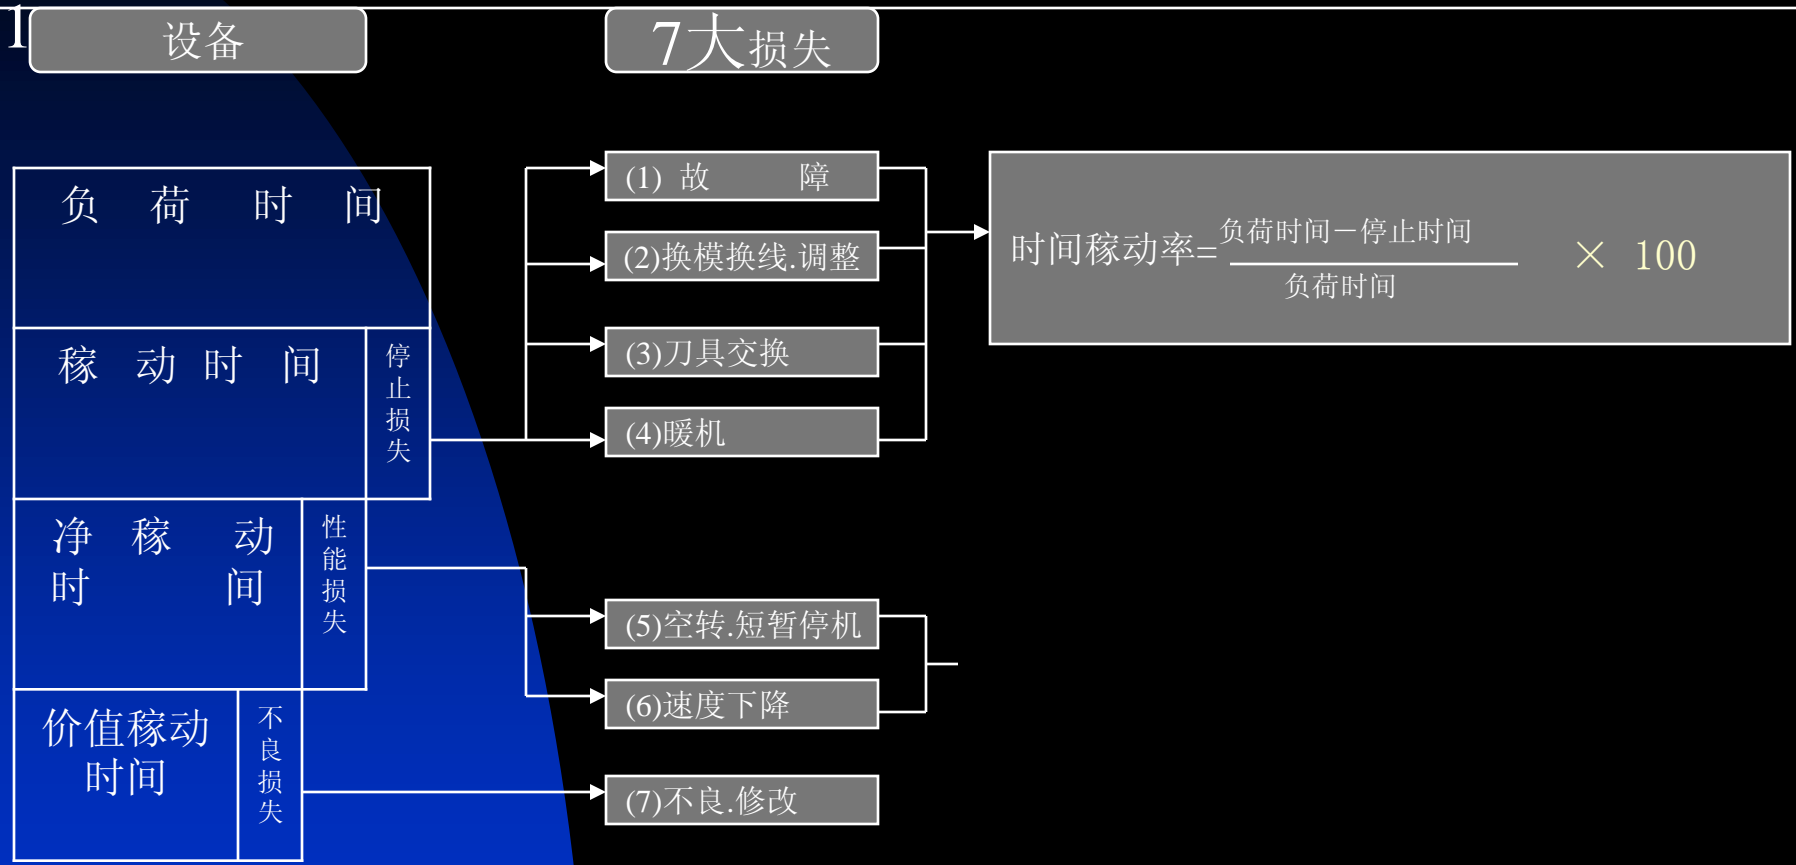 1
设备
7大损失
负荷时间
稼动时间
停
止
损
失
净稼动
时间
性
能
损
失
价值稼动
时间
不
良
损
失
(1) 故障
(2)换模换线.调整
(3)刀具交换
(4)暖机
(5)空转.短暂停机
(6)速度下降
(7)不良.修改
时间稼动率=
负荷时间－停止时间
负荷时间
× 100